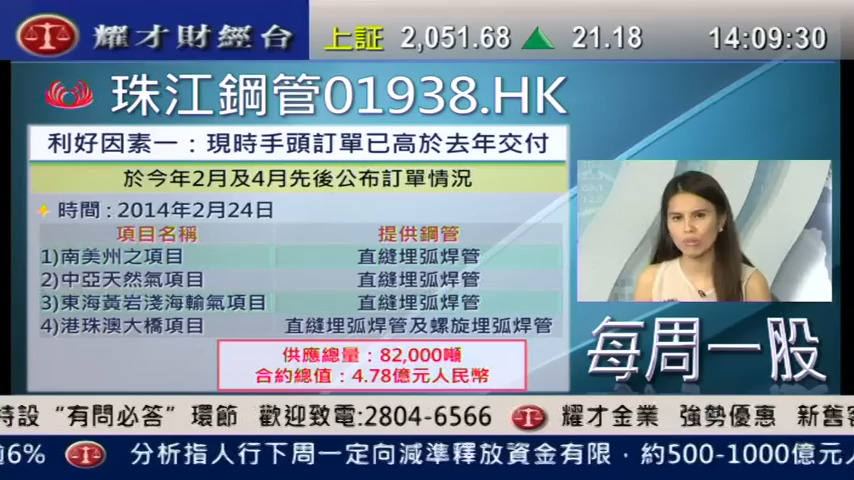 耀才財經台
上証 2,051.68 ▲ 21.18 14:09:30
珠江鋼管01938.HK
利好因素一：現時手頭訂單已高於去年交付
於今年2月及4月先後公布訂單情況
時間：2014年2月24日
項目名稱 提供鋼管
1)南美州之項目 直縫埋弧焊管
2)中亞天然氣項目 直縫埋弧焊管
3)東海黃岩淺海輸氣項目 直縫埋弧焊管
4)港珠澳大橋項目 直縫埋弧焊管及螺旋埋弧焊管
供應總量：82,000噸
合約總值：4.78億元人民幣
每周一股
特設“有問必答”環節 歡迎致電:2804-6566 耀才金業 強勢優惠 新舊客
6% 分析指人行下周一定向減準釋放資金有限，約500-1000億元